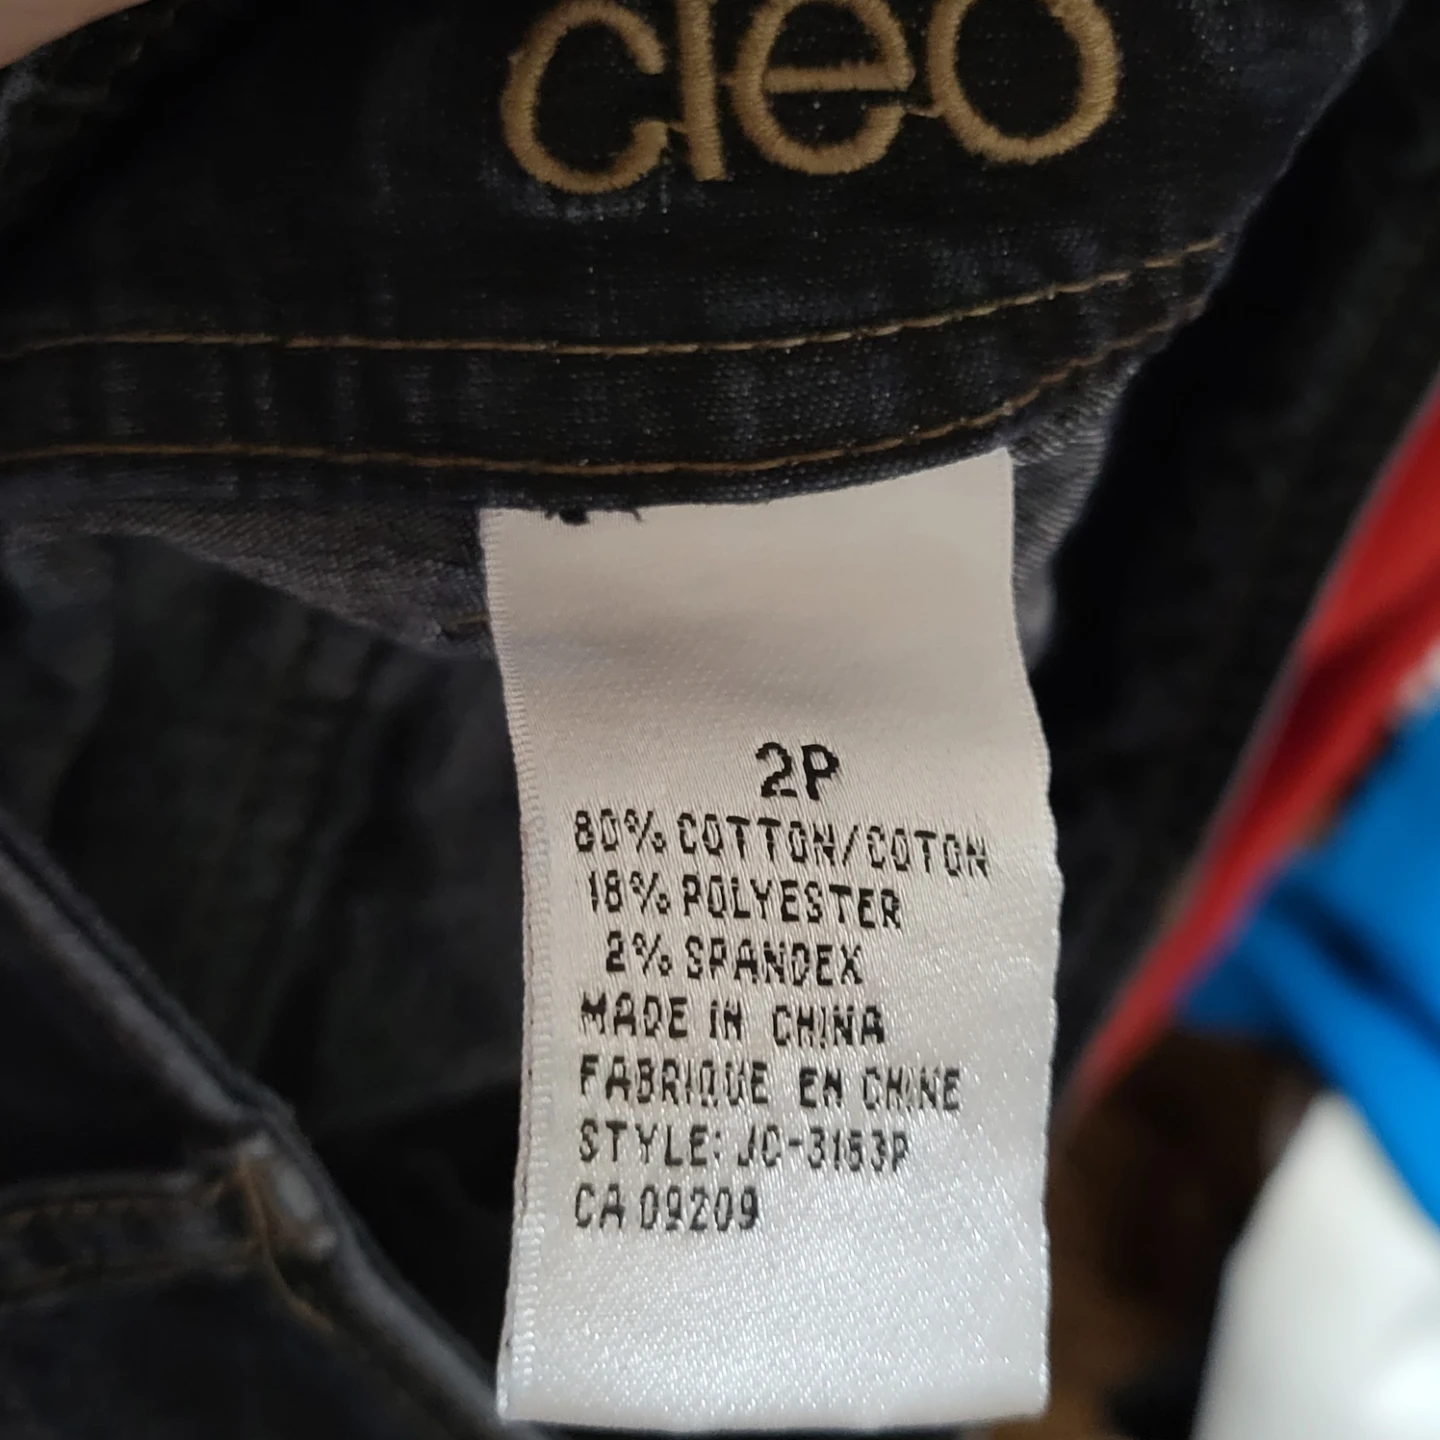 cleo
2P
80% COTTON/COTON
18% POLYESTER
2% SPANDEX
MADE IN CHINA
FABRIQUE EN CHINE
STYLE: JC-3163P
CA 09209